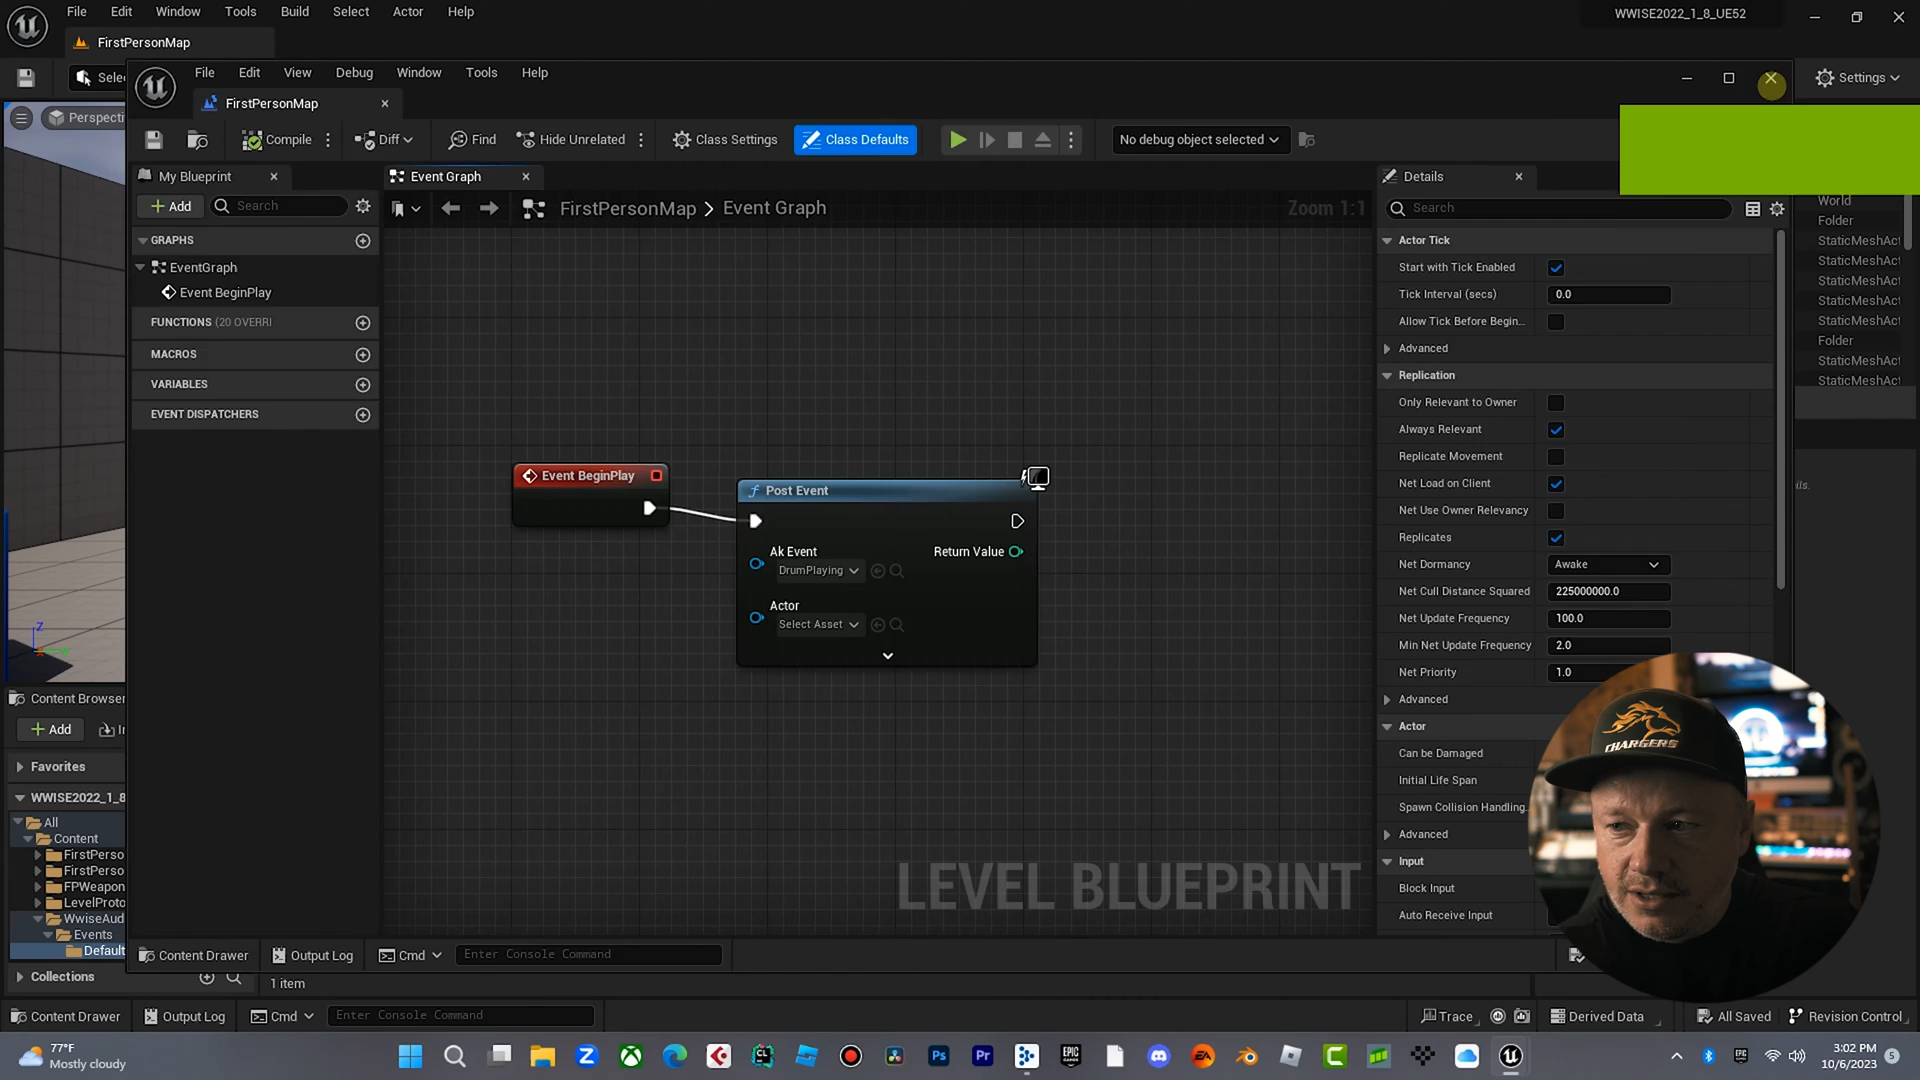 File Edit Window Tools Build Select Actor Help
WWISE2022_1_8_UE52
FirstPersonMap
Selec
Settings
File Edit View Debug Window Tools Help
FirstPersonMap
Perspecti
Compile Diff Find Hide Unrelated Class Settings Class Defaults No debug object selected
My Blueprint
Event Graph
Details
Add Search
FirstPersonMap > Event Graph
Zoom 1:1
Search
GRAPHS
EventGraph
Event BeginPlay
FUNCTIONS (20 OVERRI
MACROS
VARIABLES
EVENT DISPATCHERS
Event BeginPlay
Post Event
Ak Event
DrumPlaying
Return Value
Actor
Select Asset
LEVEL BLUEPRINT
Actor Tick
Start with Tick Enabled
Tick Interval (secs) 0.0
Allow Tick Before Begin...
Advanced
Replication
Only Relevant to Owner
Always Relevant
Replicate Movement
Net Load on Client
Net Use Owner Relevancy
Replicates
Net Dormancy Awake
Net Cull Distance Squared 225000000.0
Net Update Frequency 100.0
Min Net Update Frequency 2.0
Net Priority 1.0
Advanced
Actor
Can be Damaged
Initial Life Span
Spawn Collision Handling
Advanced
Input
Block Input
Auto Receive Input
World
Folder
StaticMeshAct
StaticMeshAct
StaticMeshAct
StaticMeshAct
StaticMeshAct
Folder
StaticMeshAct
StaticMeshAct
ils.
CHARGERS
Content Browser
Add
Favorites
WWISE2022_1_8
All
Content
FirstPerso
FirstPerso
FPWeapon
LevelProto
WwiseAud
Events
Default
Collections
Content Drawer Output Log Cmd Enter Console Command
1 item
Content Drawer Output Log Cmd Enter Console Command
Trace Derived Data All Saved Revision Control
77°F
Mostly cloudy
EPIC GAMES
3:02 PM
10/6/2023
5